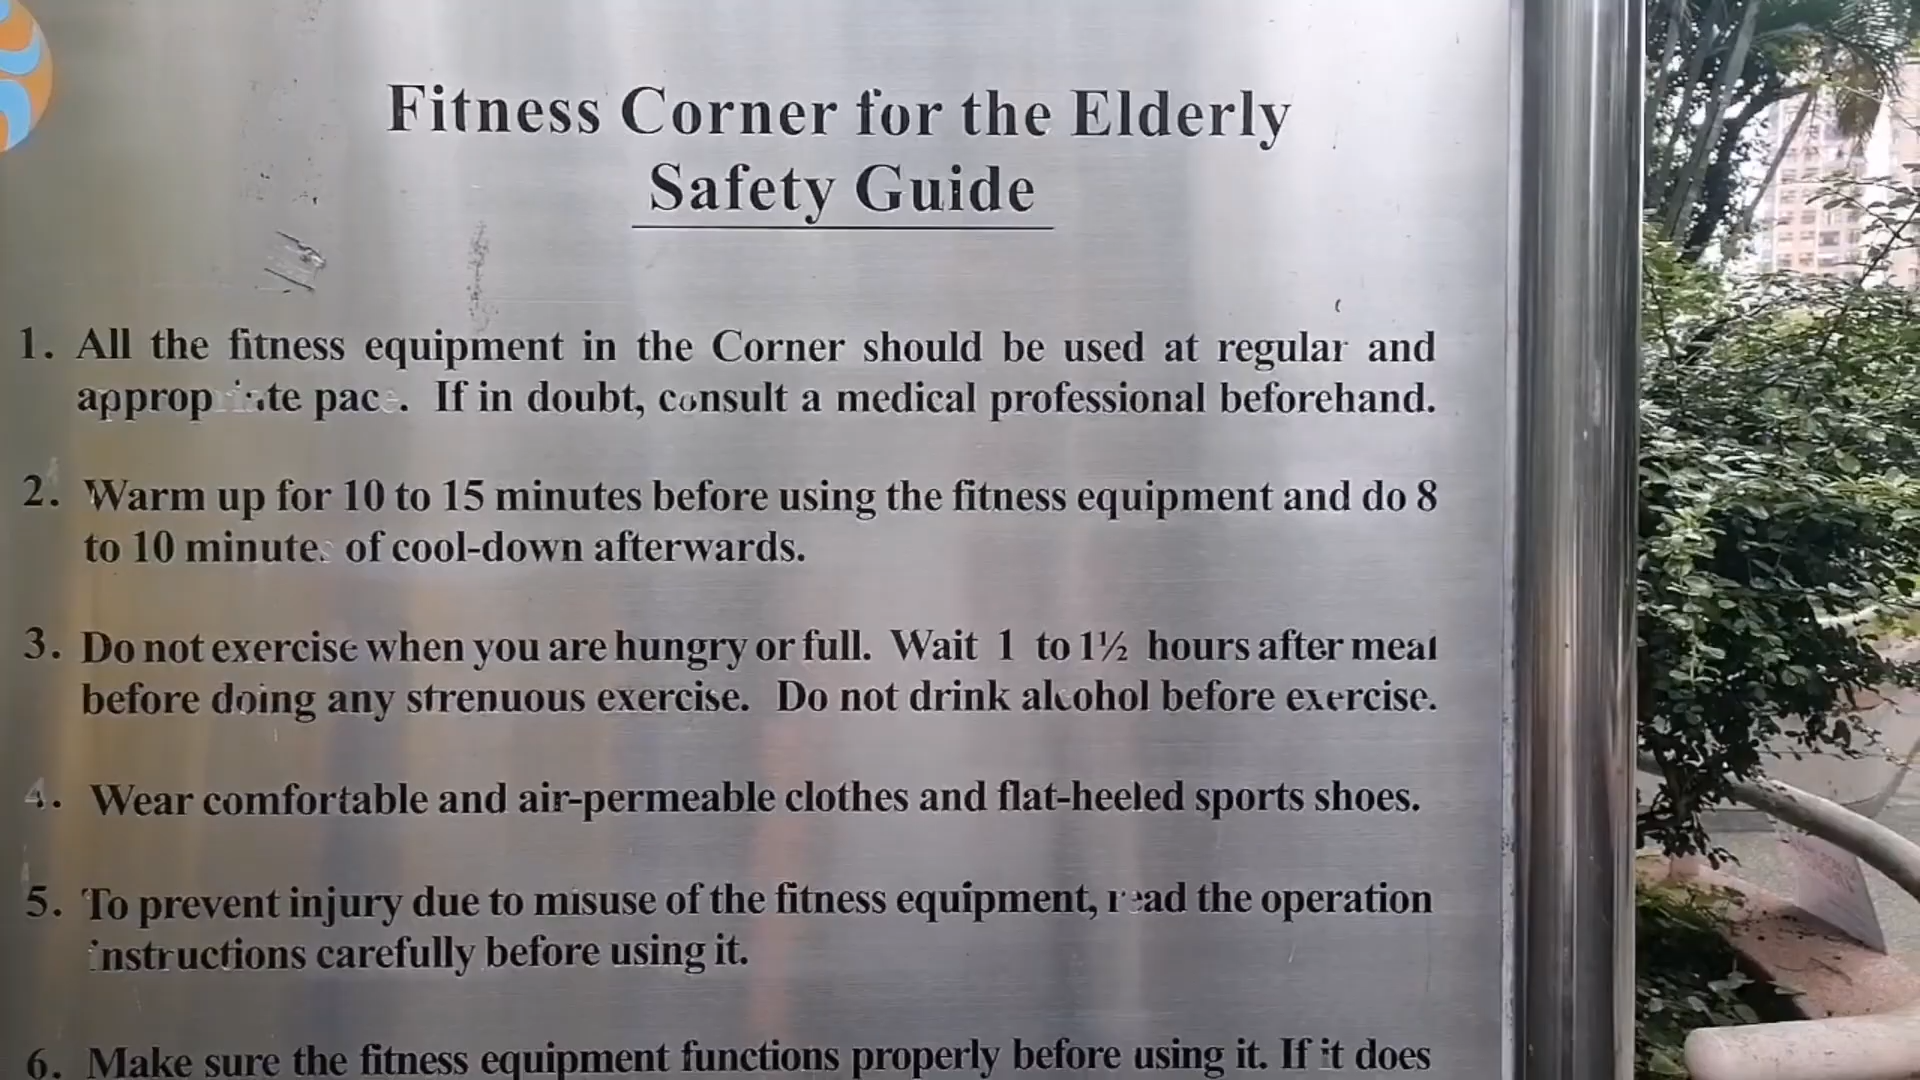 Fitness Corner for the Elderly
Safety Guide
1. All the fitness equipment in the Corner should be used at regular and
appropriate pace. If in doubt, consult a medical professional beforehand.
2. Warm up for 10 to 15 minutes before using the fitness equipment and do 8
to 10 minutes of cool-down afterwards.
3. Do not exercise when you are hungry or full. Wait 1 to 1½ hours after meal
before doing any strenuous exercise. Do not drink alcohol before exercise.
4. Wear comfortable and air-permeable clothes and flat-heeled sports shoes.
5. To prevent injury due to misuse of the fitness equipment, read the operation
instructions carefully before using it.
6. Make sure the fitness equipment functions properly before using it. If it does